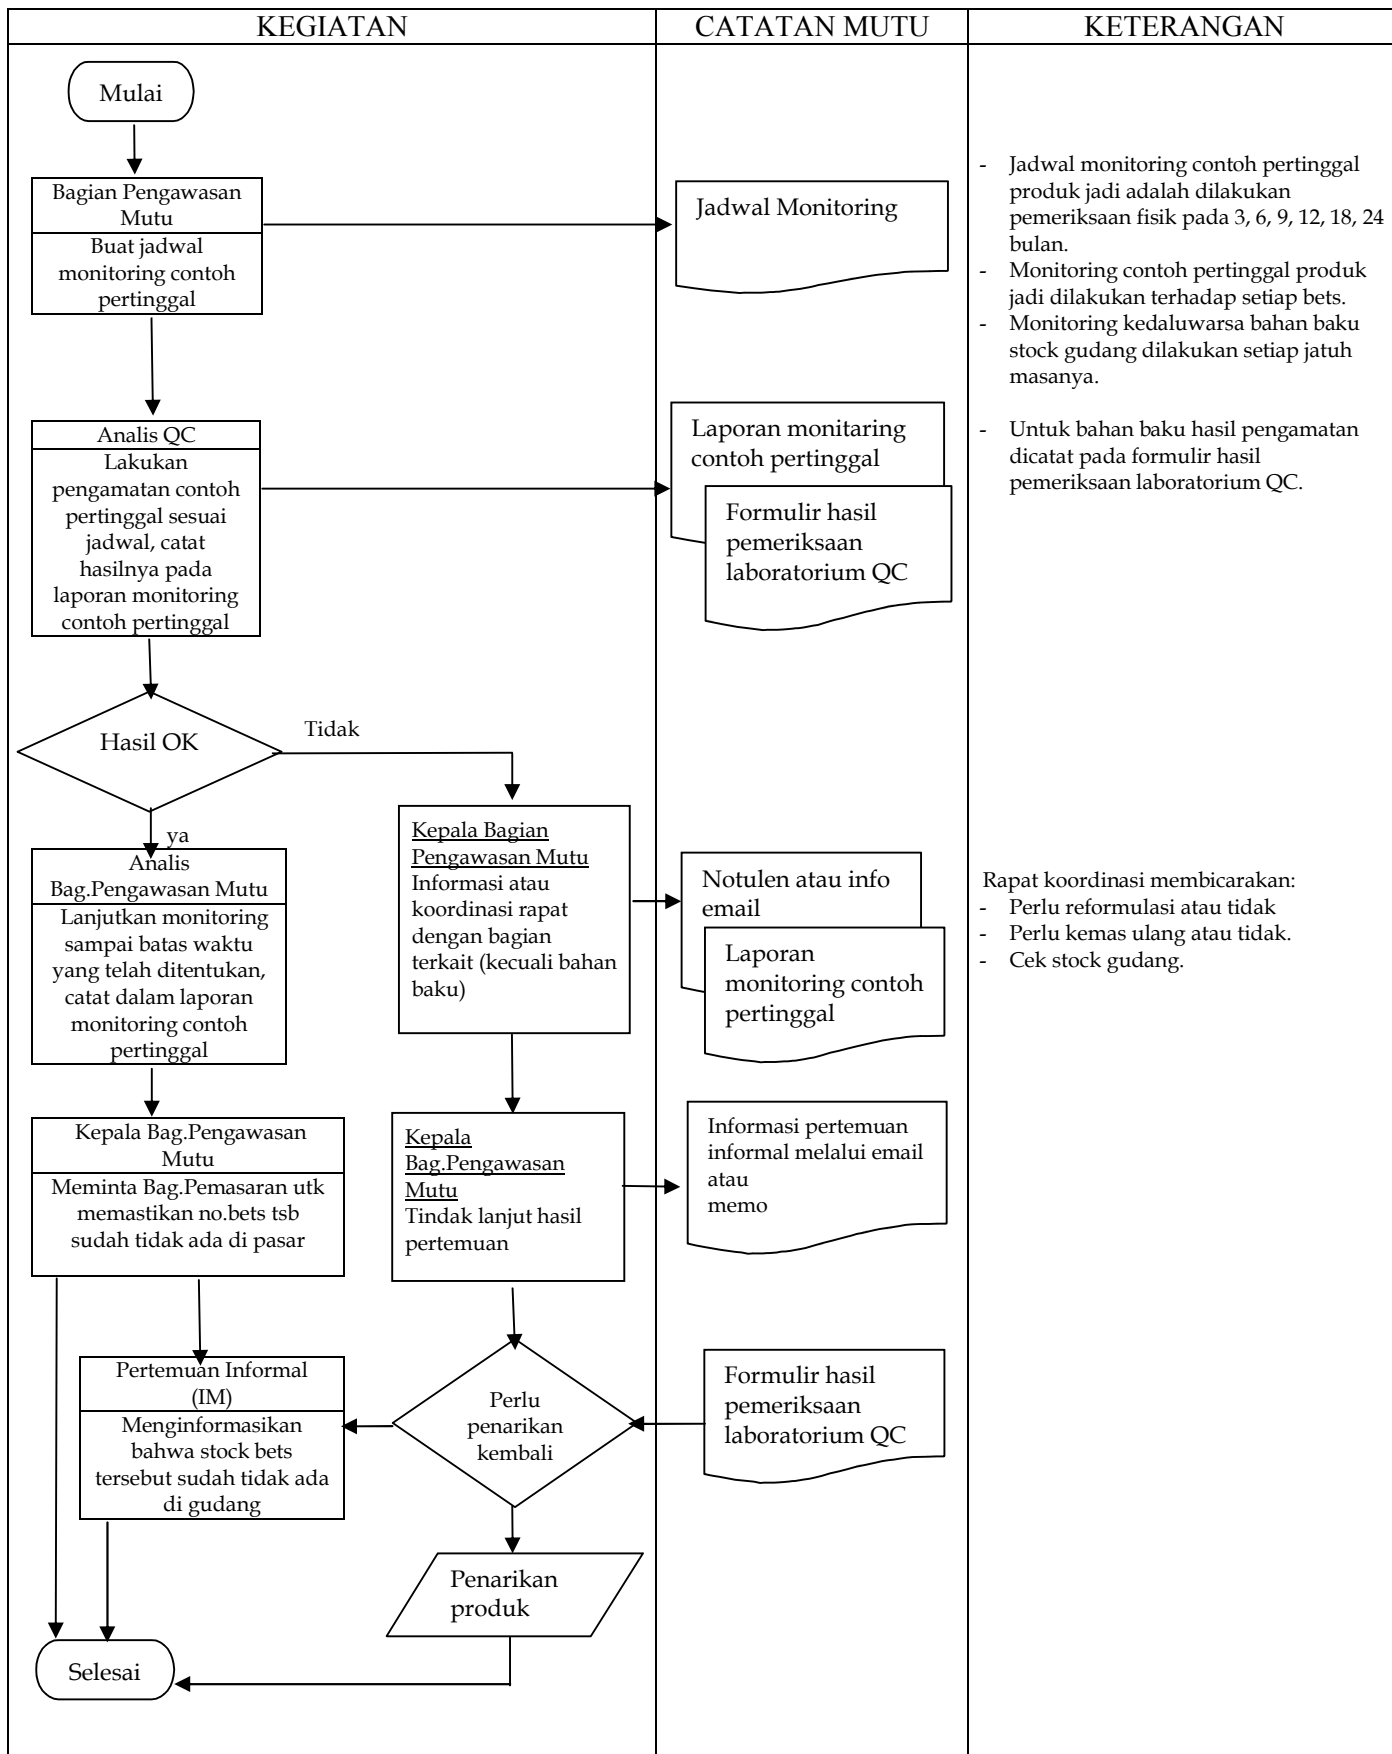 KEGIATAN
CATATAN MUTU
KETERANGAN
Mulai
Bagian Pengawasan
Mutu
Buat jadwal
monitoring contoh
pertinggal
Jadwal Monitoring
- Jadwal monitoring contoh pertinggal
produk jadi adalah dilakukan
pemeriksaan fisik pada 3, 6, 9, 12, 18, 24
bulan.
- Monitoring contoh pertinggal produk
jadi dilakukan terhadap setiap bets.
- Monitoring kedaluwarsa bahan baku
stock gudang dilakukan setiap jatuh
masanya.
Analis QC
Lakukan
pengamatan contoh
pertinggal sesuai
jadwal, catat
hasilnya pada
laporan monitoring
contoh pertinggal
Laporan monitaring
contoh pertinggal
Formulir hasil
pemeriksaan
laboratorium QC
- Untuk bahan baku hasil pengamatan
dicatat pada formulir hasil
pemeriksaan laboratorium QC.
Hasil OK
Tidak
ya
Analis
Bag.Pengawasan Mutu
Lanjutkan monitoring
sampai batas waktu
yang telah ditentukan,
catat dalam laporan
monitoring contoh
pertinggal
Kepala Bagian
Pengawasan Mutu
Informasi atau
koordinasi rapat
dengan bagian
terkait (kecuali bahan
baku)
Notulen atau info
email
Laporan
monitoring contoh
pertinggal
Rapat koordinasi membicarakan:
- Perlu reformulasi atau tidak
- Perlu kemas ulang atau tidak.
- Cek stock gudang.
Kepala Bag.Pengawasan
Mutu
Meminta Bag.Pemasaran utk
memastikan no.bets tsb
sudah tidak ada di pasar
Kepala
Bag.Pengawasan
Mutu
Tindak lanjut hasil
pertemuan
Informasi pertemuan
informal melalui email
atau
memo
Pertemuan Informal
(IM)
Menginformasikan
bahwa stock bets
tersebut sudah tidak ada
di gudang
Perlu
penarikan
kembali
Formulir hasil
pemeriksaan
laboratorium QC
Penarikan
produk
Selesai